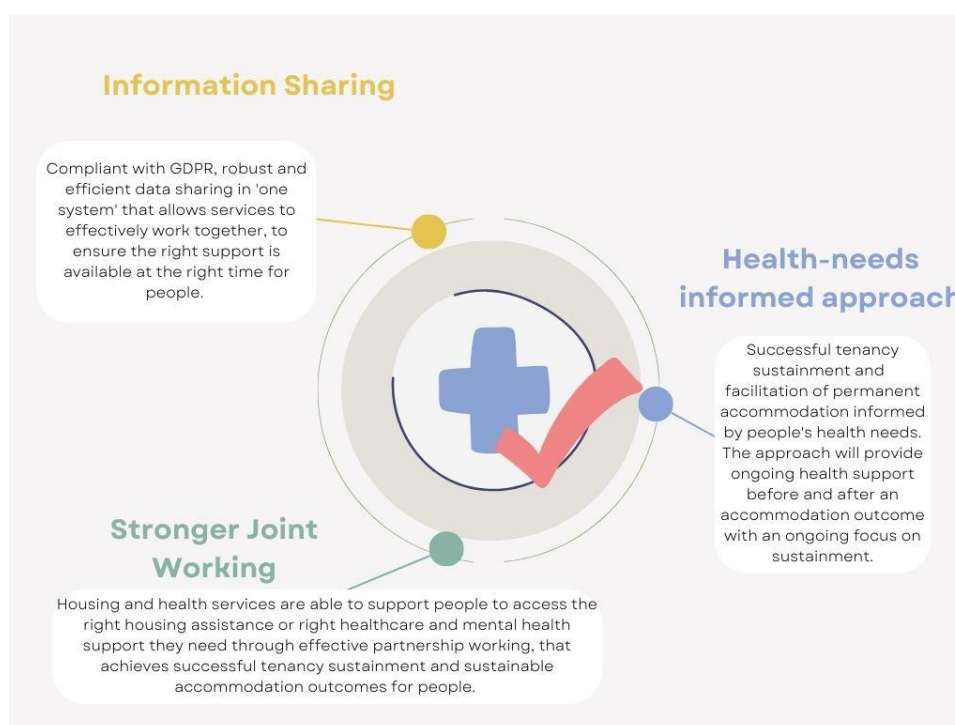 Information Sharing
Compliant with GDPR, robust and
efficient data sharing in 'one
system' that allows services to
effectively work together, to
ensure the right support is
available at the right time for
people.
Health-needs
informed approach
Successful tenancy
sustainment and
facilitation of permanent
accommodation informed
by people's health needs.
The approach will provide
ongoing health support
before and after an
accommodation outcome
with an ongoing focus on
sustainment.
Stronger Joint
Working
Housing and health services are able to support people to access the
right housing assistance or right healthcare and mental health
support they need through effective partnership working, that
achieves successful tenancy sustainment and sustainable
accommodation outcomes for people.